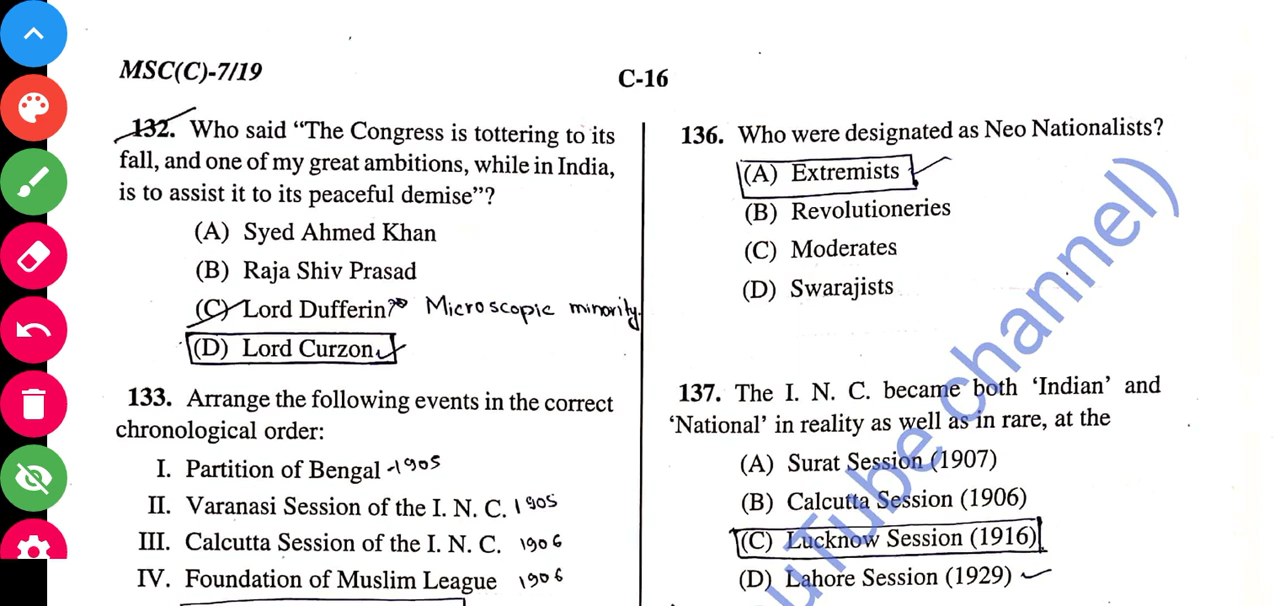 MSC(C)-7/19
C-16
132. Who said “The Congress is tottering to its
fall, and one of my great ambitions, while in India,
is to assist it to its peaceful demise”?
(A) Syed Ahmed Khan
(B) Raja Shiv Prasad
(C) Lord Dufferin Microscopic minority.
(D) Lord Curzon
133. Arrange the following events in the correct
chronological order:
I. Partition of Bengal -1905
II. Varanasi Session of the I. N. C. 1905
III. Calcutta Session of the I. N. C. 1906
IV. Foundation of Muslim League 1906
136. Who were designated as Neo Nationalists?
(A) Extremists
(B) Revolutioneries
(C) Moderates
(D) Swarajists
137. The I. N. C. became both ‘Indian’ and
‘National’ in reality as well as in rare, at the
(A) Surat Session (1907)
(B) Calcutta Session (1906)
(C) Lucknow Session (1916)
(D) Lahore Session (1929)
uTube channel)